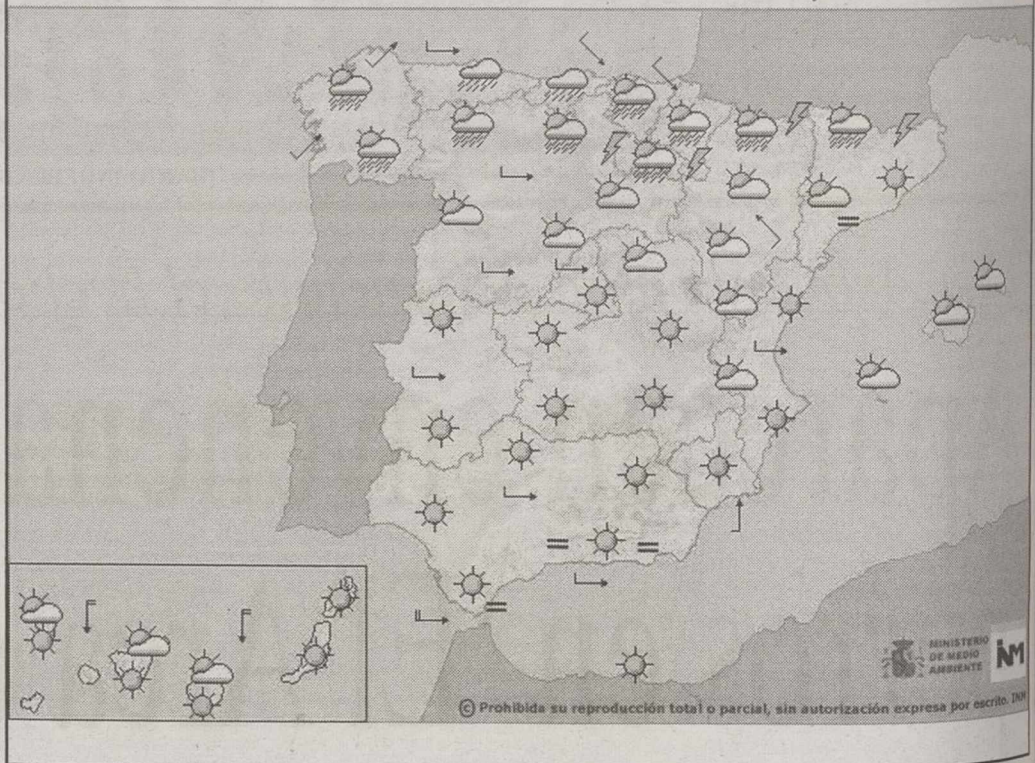 MINISTERIO
DE MEDIO
AMBIENTE
INM
© Prohibida su reproducción total o parcial, sin autorización expresa por escrito. INM